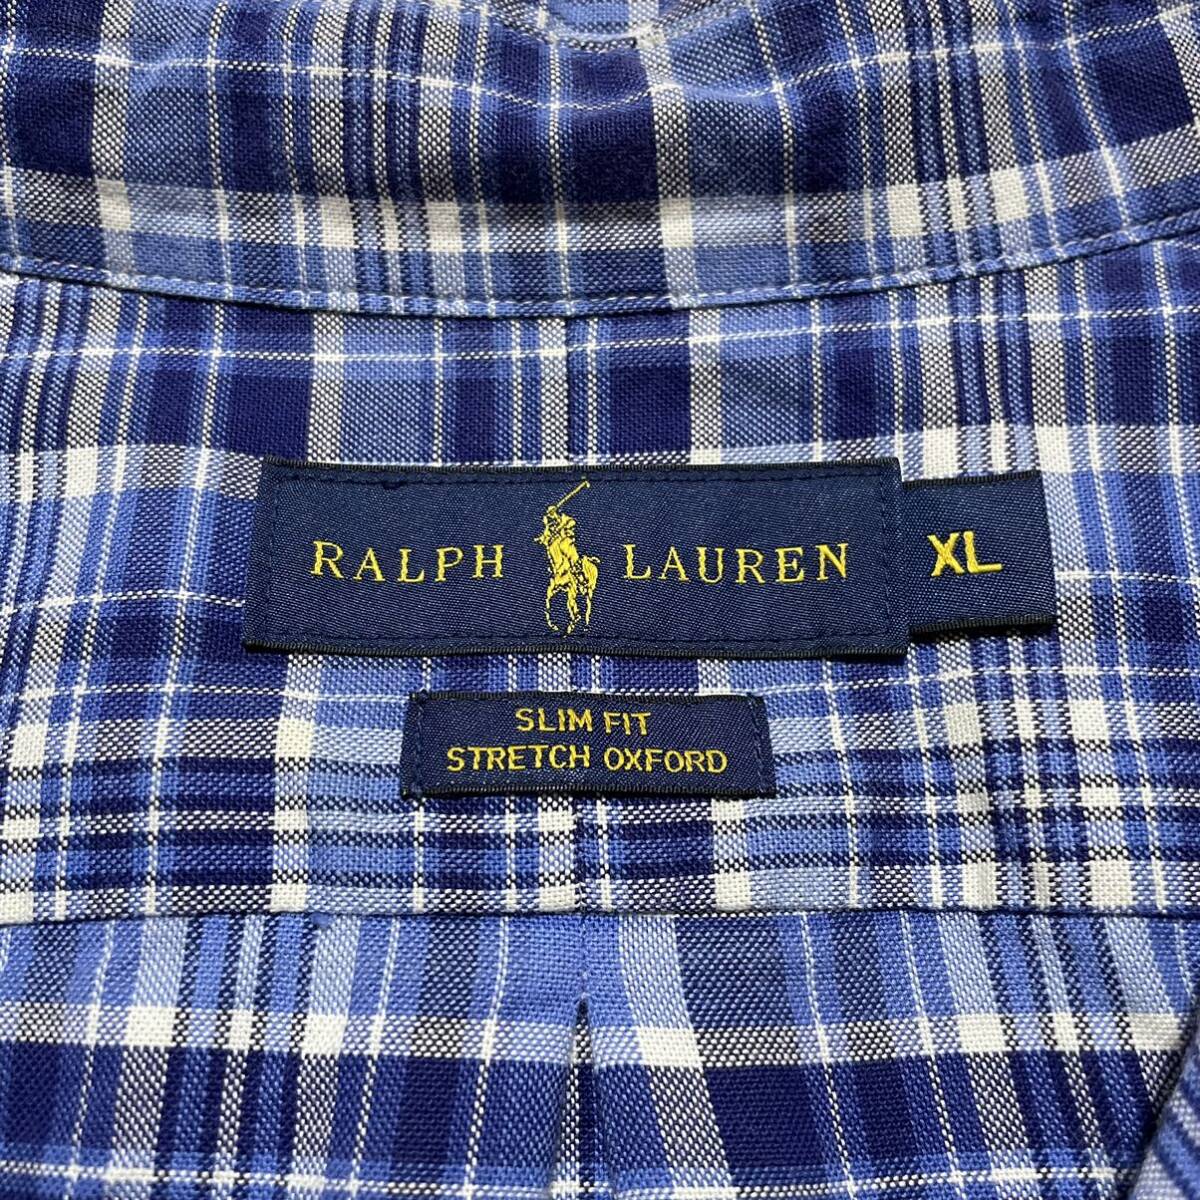 RALPH LAUREN
XL
SLIM FIT
STRETCH OXFORD